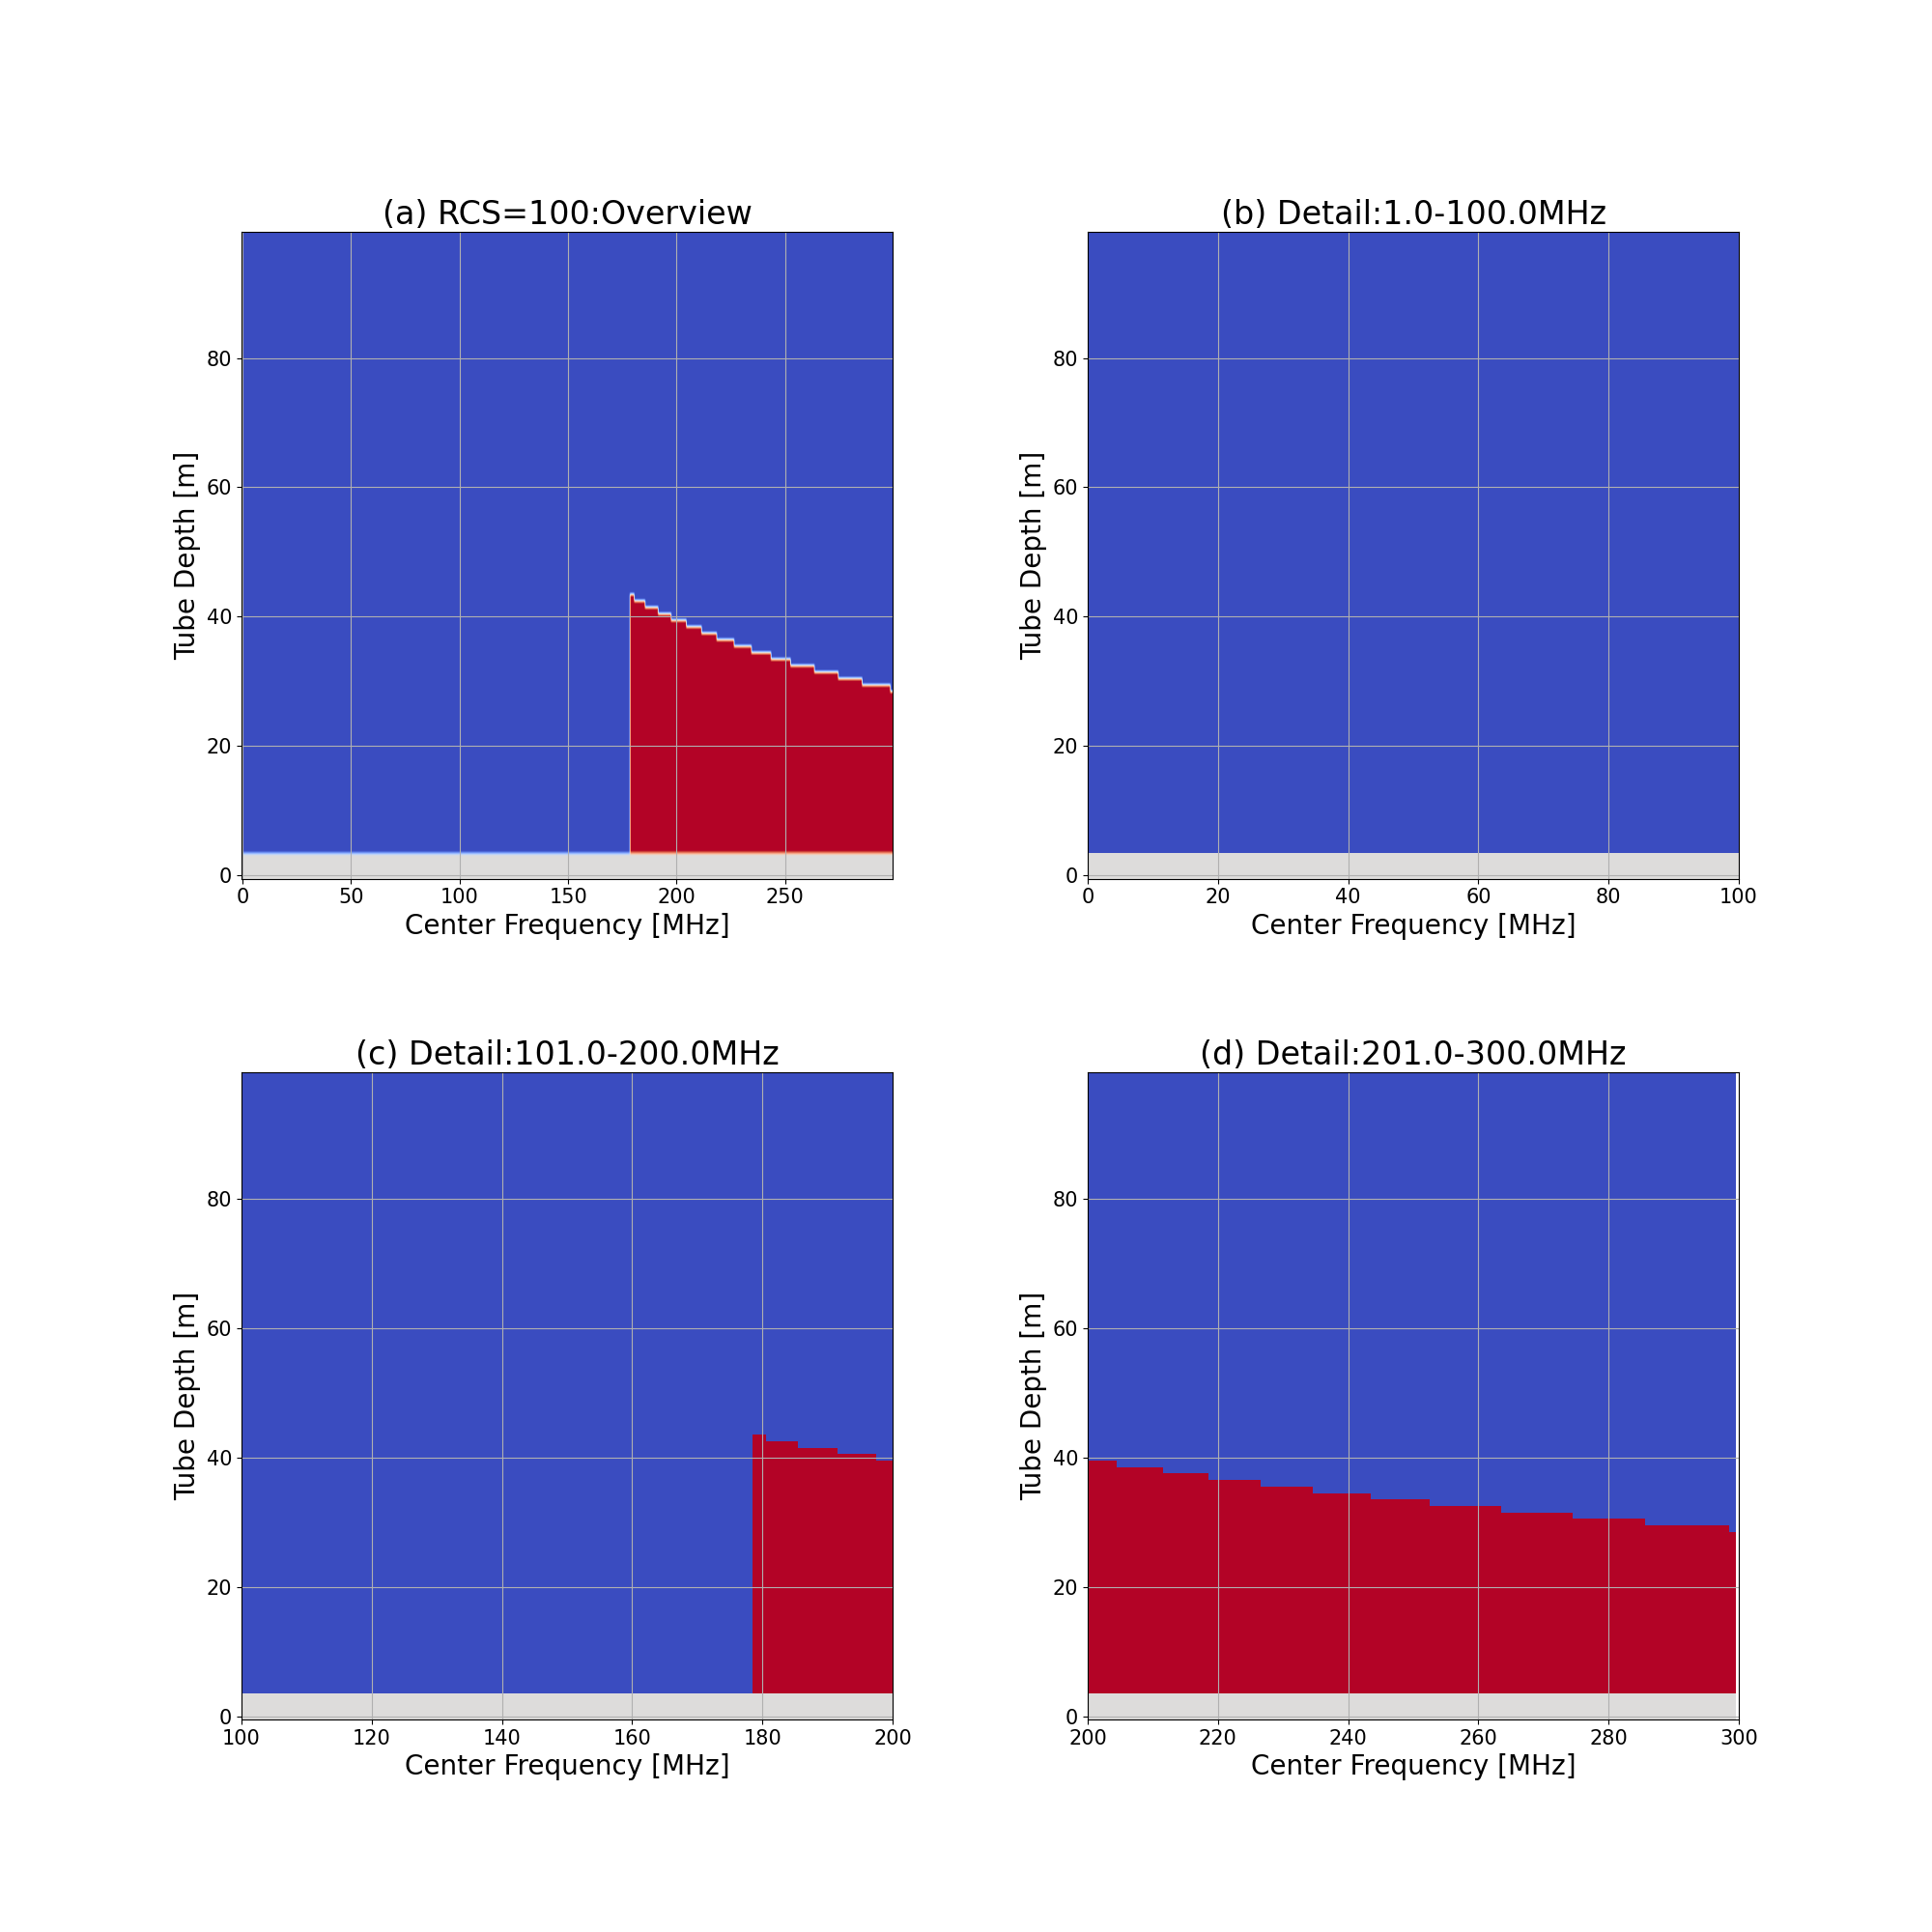 (a) RCS=100:Overview
80
60
40
20
0
0 50 100 150 200 250
Tube Depth [m]
Center Frequency [MHz]
(b) Detail:1.0-100.0MHz
80
60
40
20
0
0 20 40 60 80 100
Tube Depth [m]
Center Frequency [MHz]
(c) Detail:101.0-200.0MHz
80
60
40
20
0
100 120 140 160 180 200
Tube Depth [m]
Center Frequency [MHz]
(d) Detail:201.0-300.0MHz
80
60
40
20
0
200 220 240 260 280 300
Tube Depth [m]
Center Frequency [MHz]